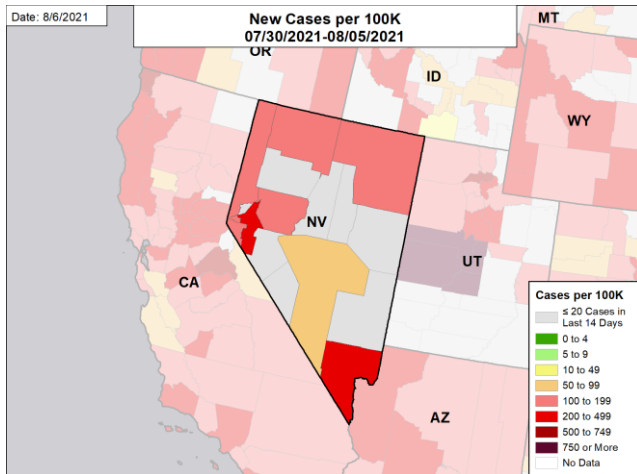 Date: 8/6/2021
New Cases per 100K
07/30/2021-08/05/2021
MT
OR
ID
WY
NV
UT
CA
AZ
Cases per 100K
≤ 20 Cases in
Last 14 Days
0 to 4
5 to 9
10 to 49
50 to 99
100 to 199
200 to 499
500 to 749
750 or More
No Data